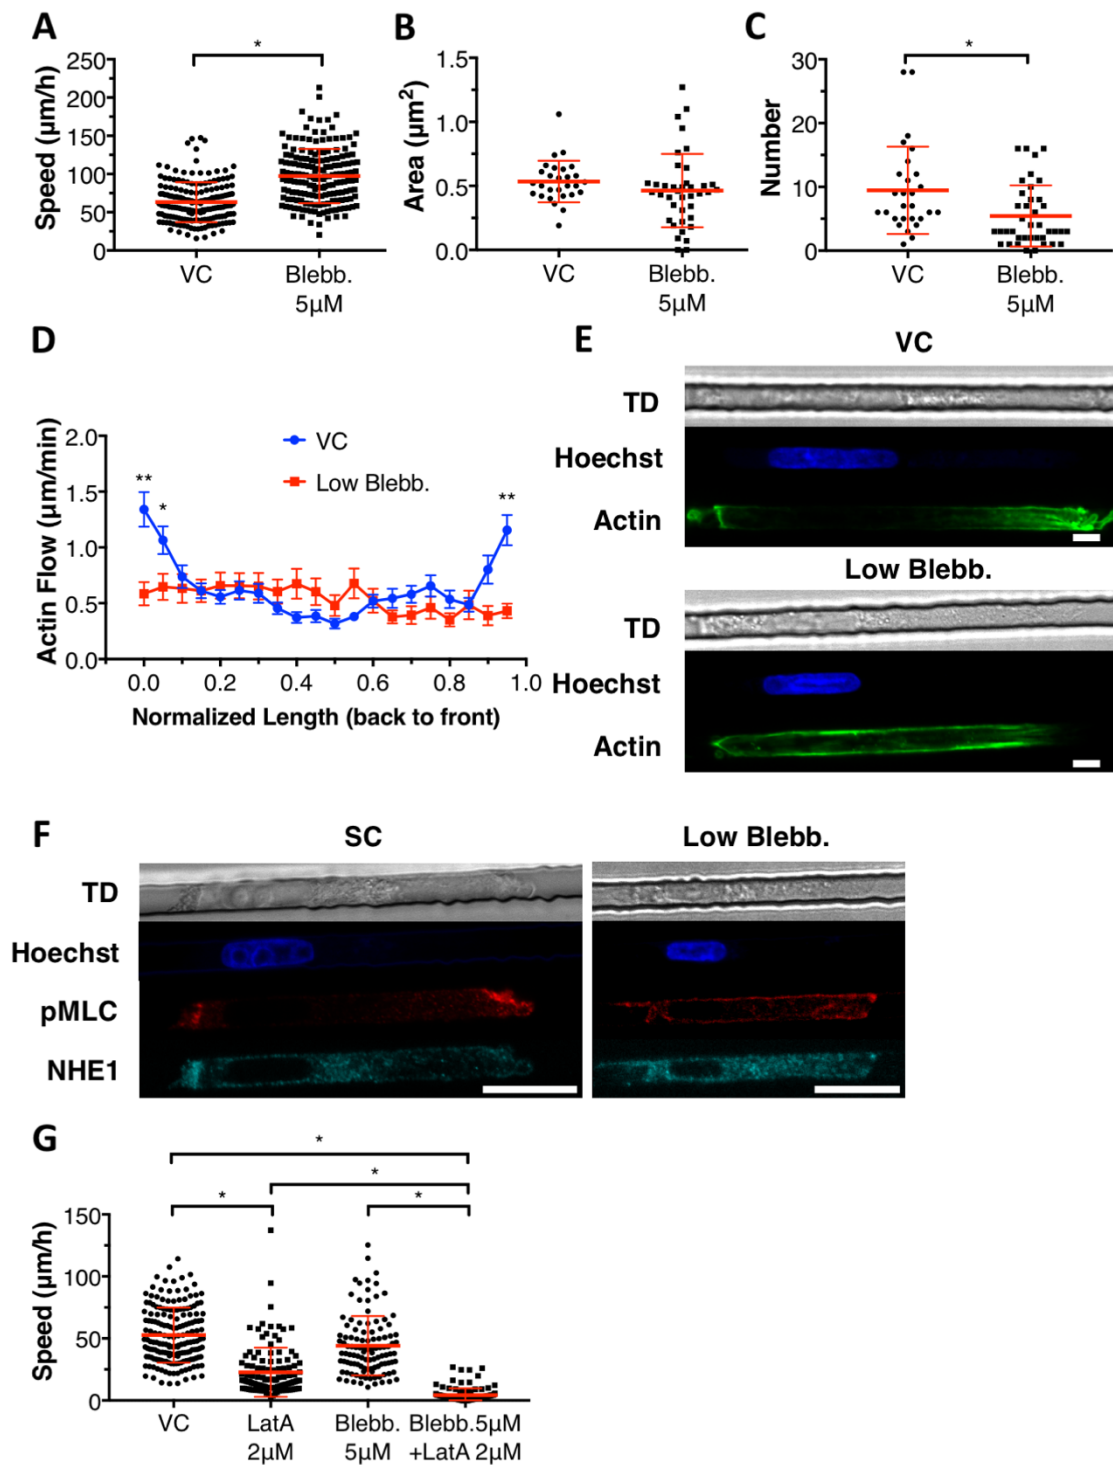 A
B
C
*
*
Speed (µm/h)
250
200
150
100
50
0
VC
Blebb.
5µM
Area (µm²)
1.5
1.0
0.5
0.0
VC
Blebb.
5µM
Number
30
20
10
0
VC
Blebb.
5µM
D
Actin Flow (µm/min)
2.0
1.5
1.0
0.5
0.0
VC
Low Blebb.
**
*
**
0.0
0.2
0.4
0.6
0.8
1.0
Normalized Length (back to front)
E
VC
TD
Hoechst
Actin
Low Blebb.
TD
Hoechst
Actin
F
SC
Low Blebb.
TD
Hoechst
pMLC
NHE1
G
*
*
*
*
Speed (µm/h)
150
100
50
0
VC
LatA
2µM
Blebb.
5µM
Blebb.5µM
+LatA 2µM